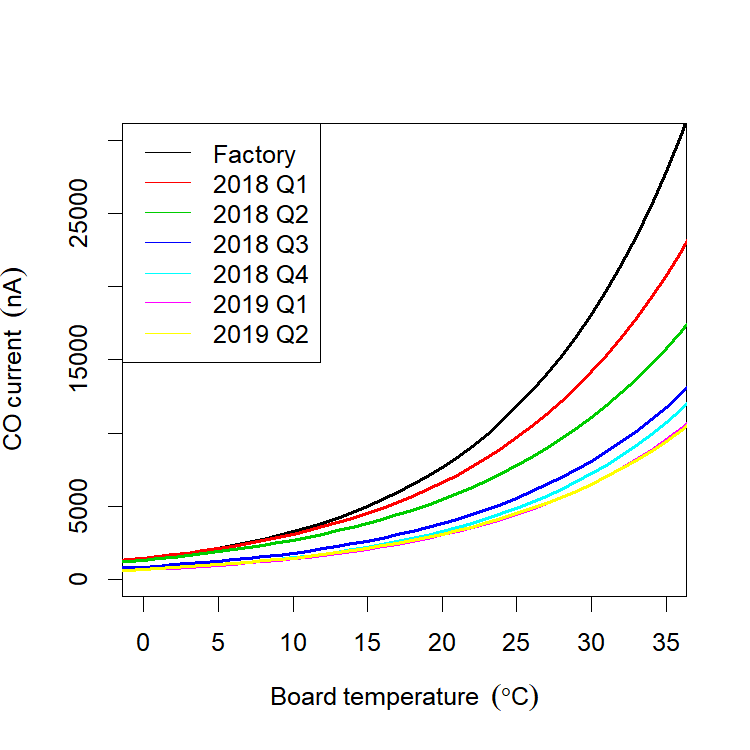 Factory
2018 Q1
2018 Q2
2018 Q3
2018 Q4
2019 Q1
2019 Q2
CO current (nA)
25000
15000
5000
0
0 5 10 15 20 25 30 35
Board temperature (°C)